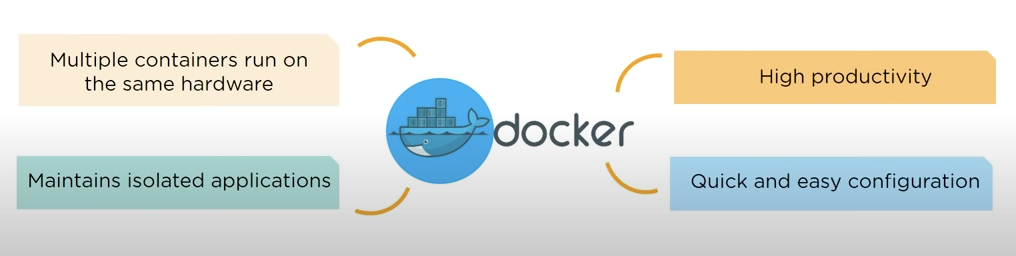 Multiple containers run on
the same hardware
Maintains isolated applications
docker
High productivity
Quick and easy configuration